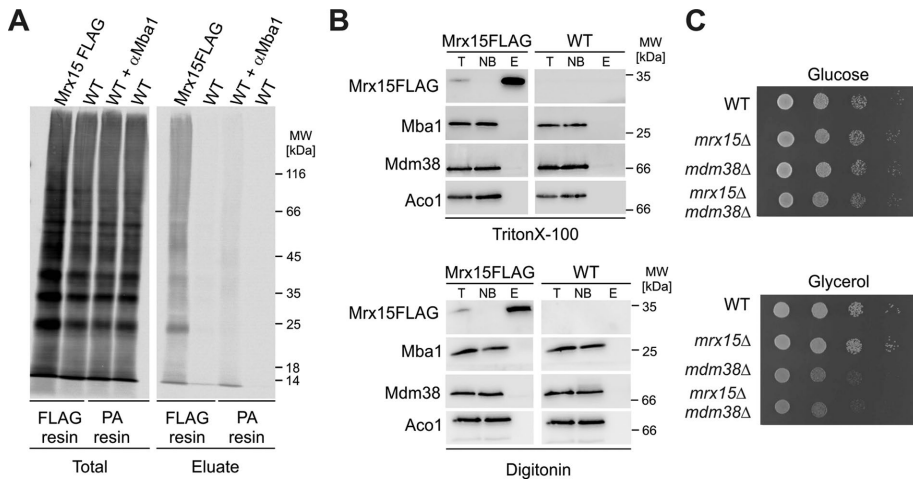 A
Mrx15 FLAG
WT
WT + αMba1
WT
Mrx15FLAG
WT
WT + αMba1
WT
MW
[kDa]
116
66
45
35
25
18
14
FLAG resin
PA resin
FLAG resin
PA resin
Total
Eluate
B
Mrx15FLAG
WT
MW
[kDa]
T NB E T NB E
Mrx15FLAG
35
Mba1
25
Mdm38
66
Aco1
66
TritonX-100
Mrx15FLAG
WT
MW
[kDa]
T NB E T NB E
Mrx15FLAG
35
Mba1
25
Mdm38
66
Aco1
66
Digitonin
C
Glucose
WT
mrx15Δ
mdm38Δ
mrx15Δ
mdm38Δ
Glycerol
WT
mrx15Δ
mdm38Δ
mrx15Δ
mdm38Δ